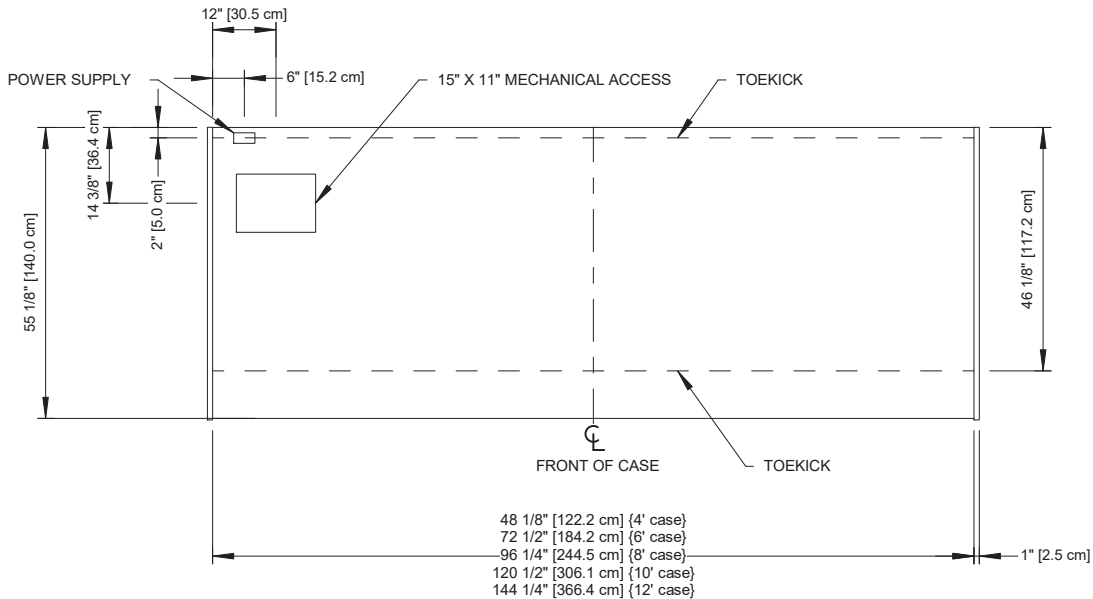 12" [30.5 cm]
POWER SUPPLY
6" [15.2 cm]
15" X 11" MECHANICAL ACCESS
TOEKICK
14 3/8" [36.4 cm]
2" [5.0 cm]
55 1/8" [140.0 cm]
46 1/8" [117.2 cm]
CL
FRONT OF CASE
TOEKICK
48 1/8" [122.2 cm] {4' case}
72 1/2" [184.2 cm] {6' case}
96 1/4" [244.5 cm] {8' case}
1" [2.5 cm]
120 1/2" [306.1 cm] {10' case}
144 1/4" [366.4 cm] {12' case}